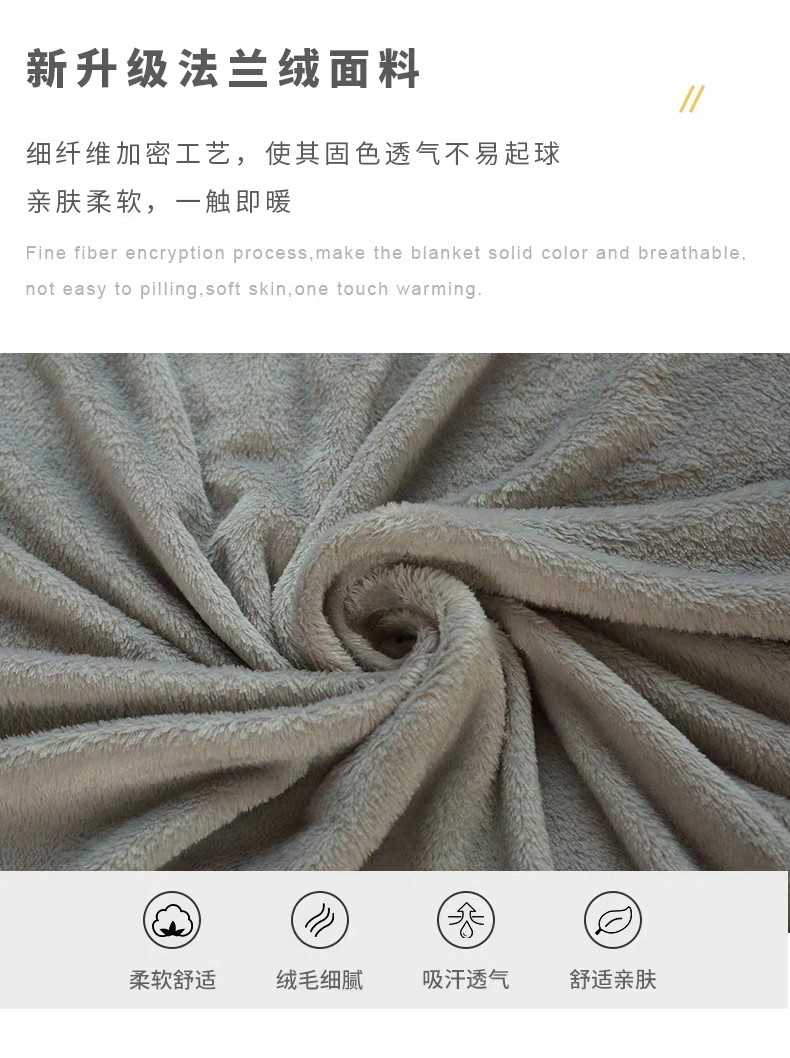 新升级法兰绒面料
细纤维加密工艺，使其固色透气不易起球
亲肤柔软，一触即暖
Fine fiber encryption process,make the blanket solid color and breathable,
not easy to pilling,soft skin,one touch warming.
柔软舒适
绒毛细腻
吸汗透气
舒适亲肤